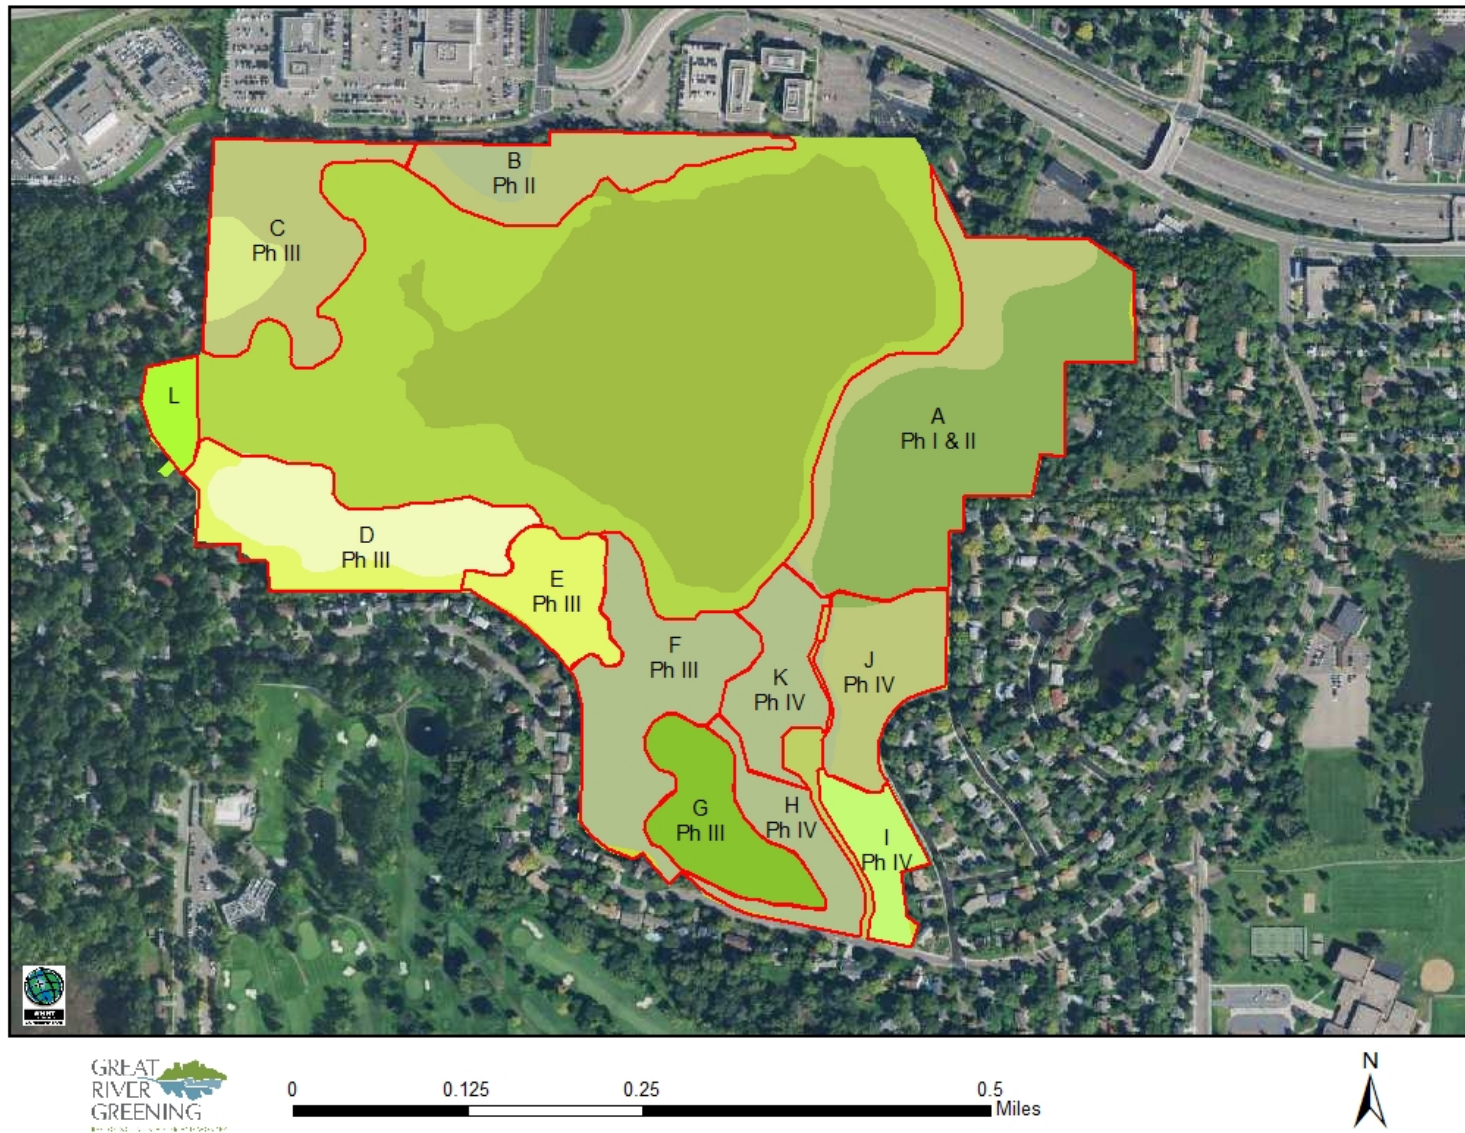 B
Ph II
C
Ph III
L
A
Ph I & II
D
Ph III
E
Ph III
F
Ph III
K
Ph IV
J
Ph IV
G
Ph III
H
Ph IV
I
Ph IV
GREAT
RIVER
GREENING
0
0.125
0.25
0.5
Miles
N